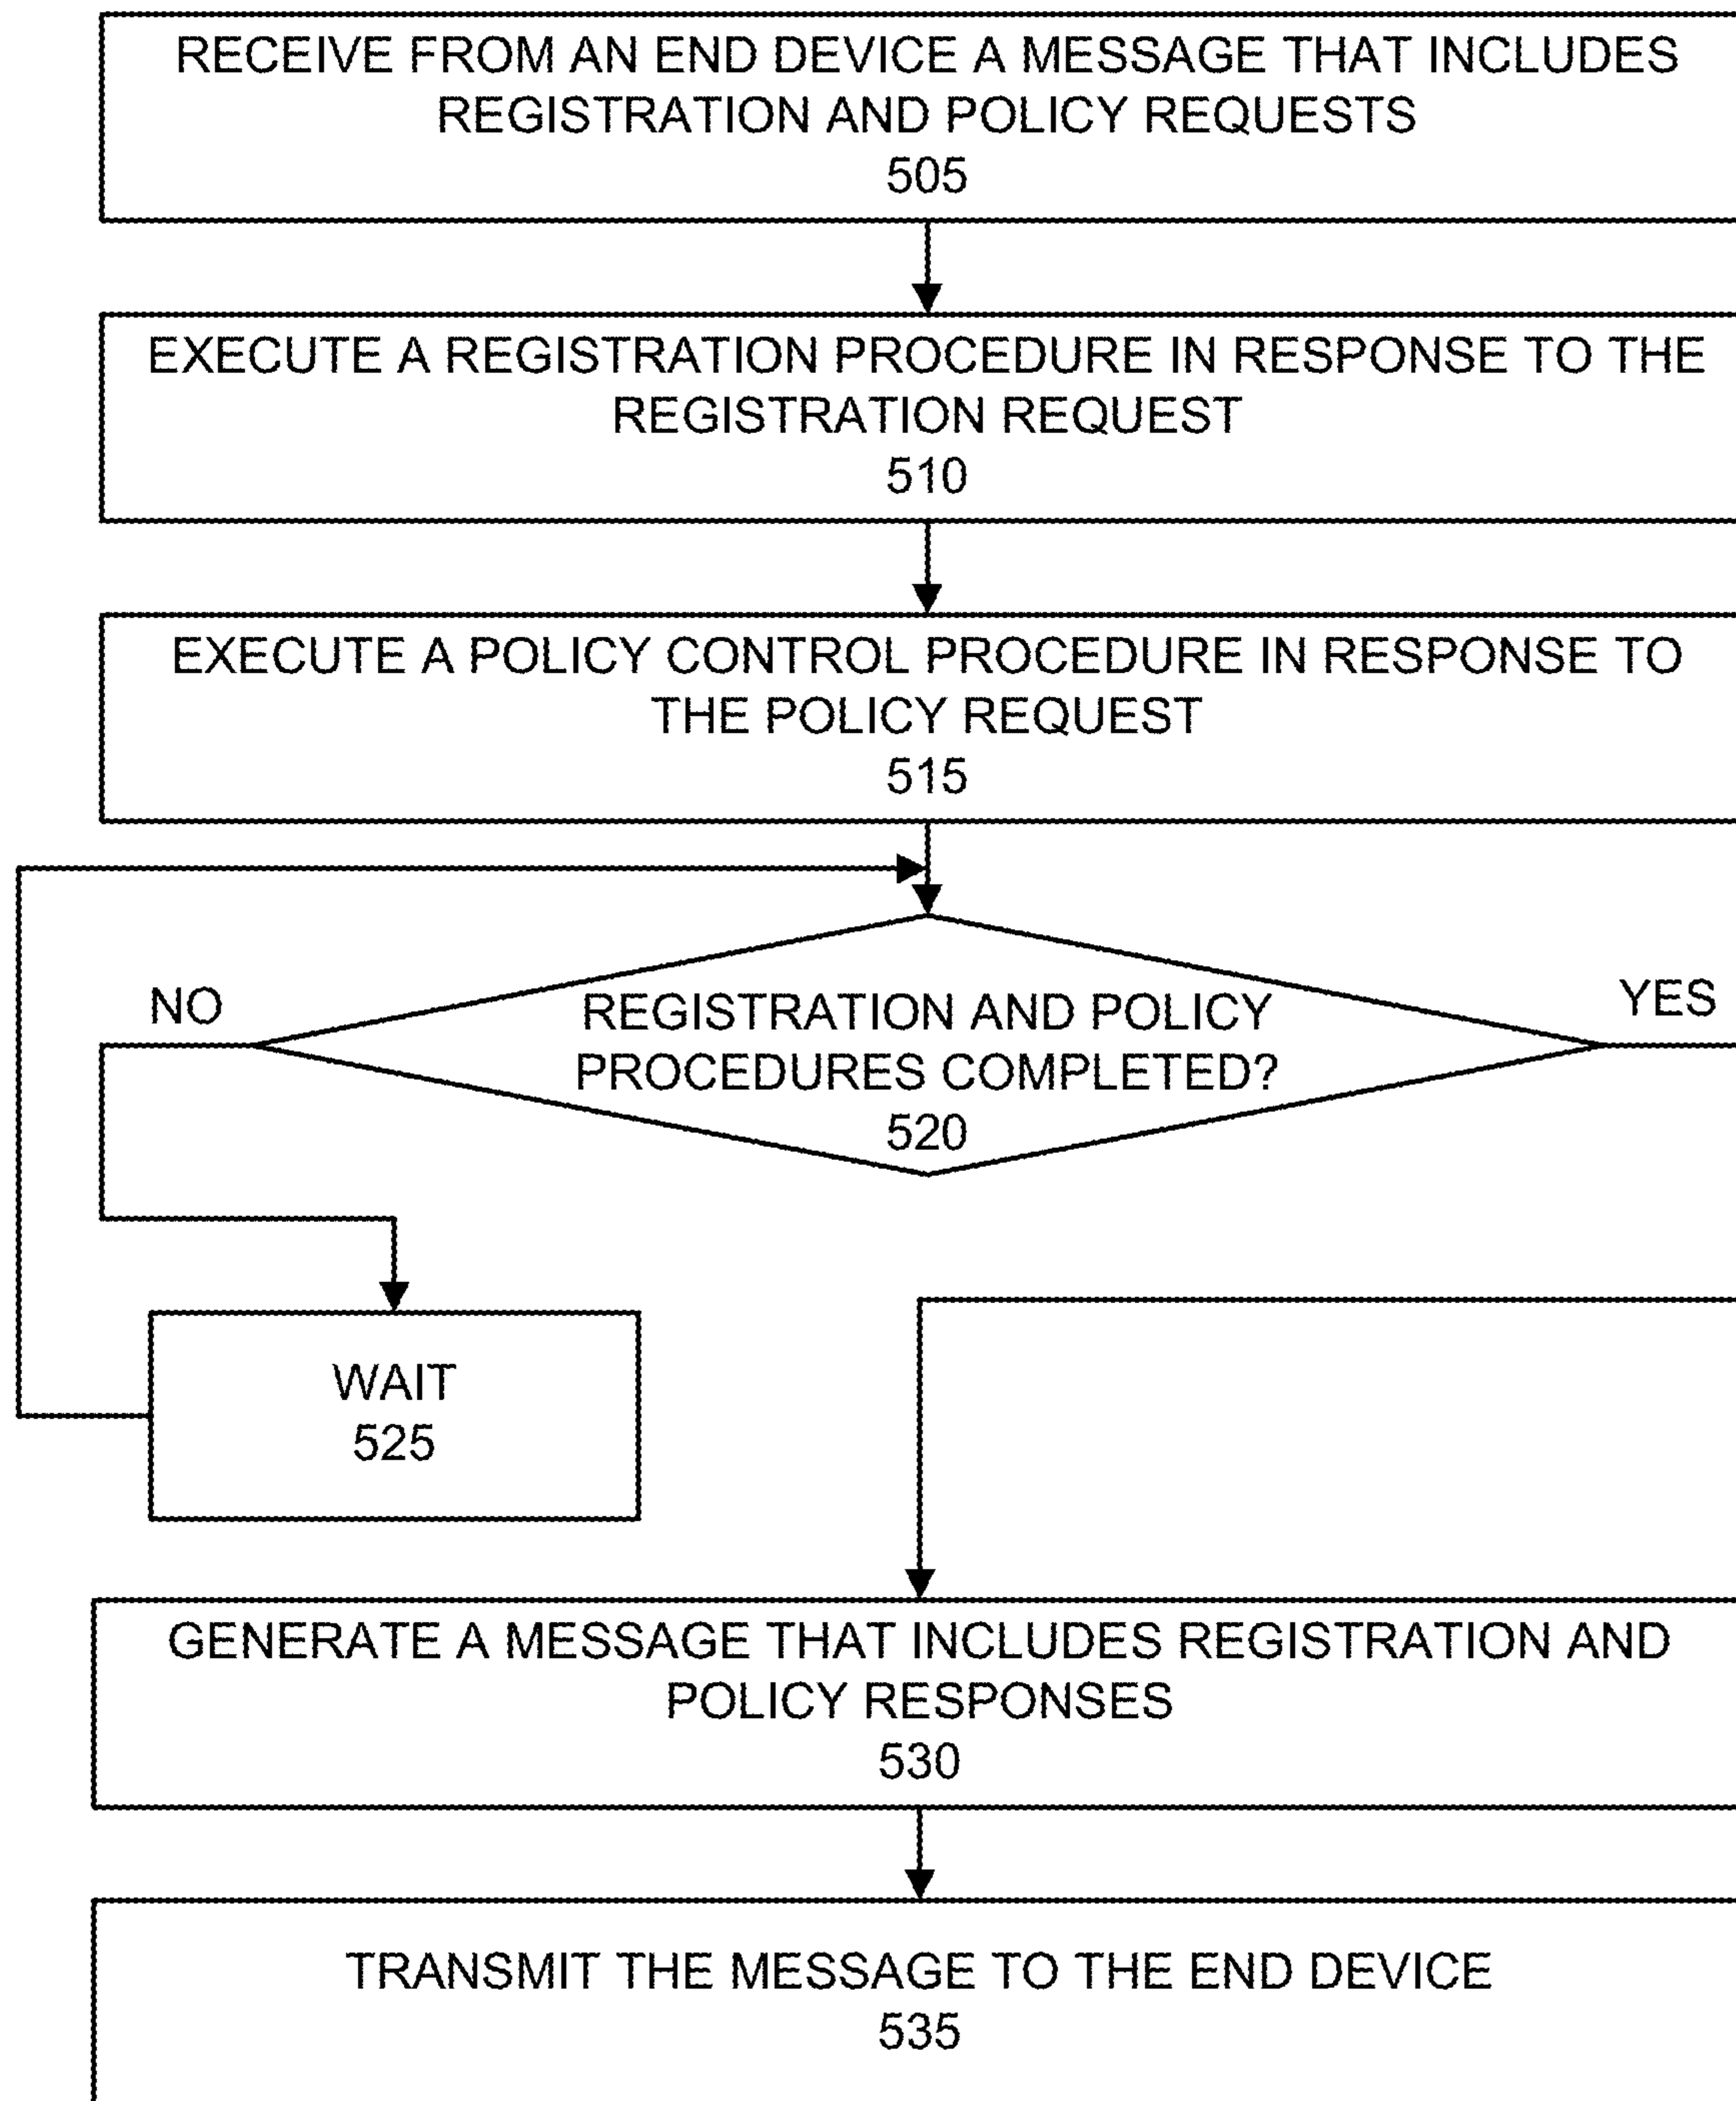 RECEIVE FROM AN END DEVICE A MESSAGE THAT INCLUDES
REGISTRATION AND POLICY REQUESTS
505
EXECUTE A REGISTRATION PROCEDURE IN RESPONSE TO THE
REGISTRATION REQUEST
510
EXECUTE A POLICY CONTROL PROCEDURE IN RESPONSE TO
THE POLICY REQUEST
515
NO
YES
REGISTRATION AND POLICY
PROCEDURES COMPLETED?
520
WAIT
525
GENERATE A MESSAGE THAT INCLUDES REGISTRATION AND
POLICY RESPONSES
530
TRANSMIT THE MESSAGE TO THE END DEVICE
535